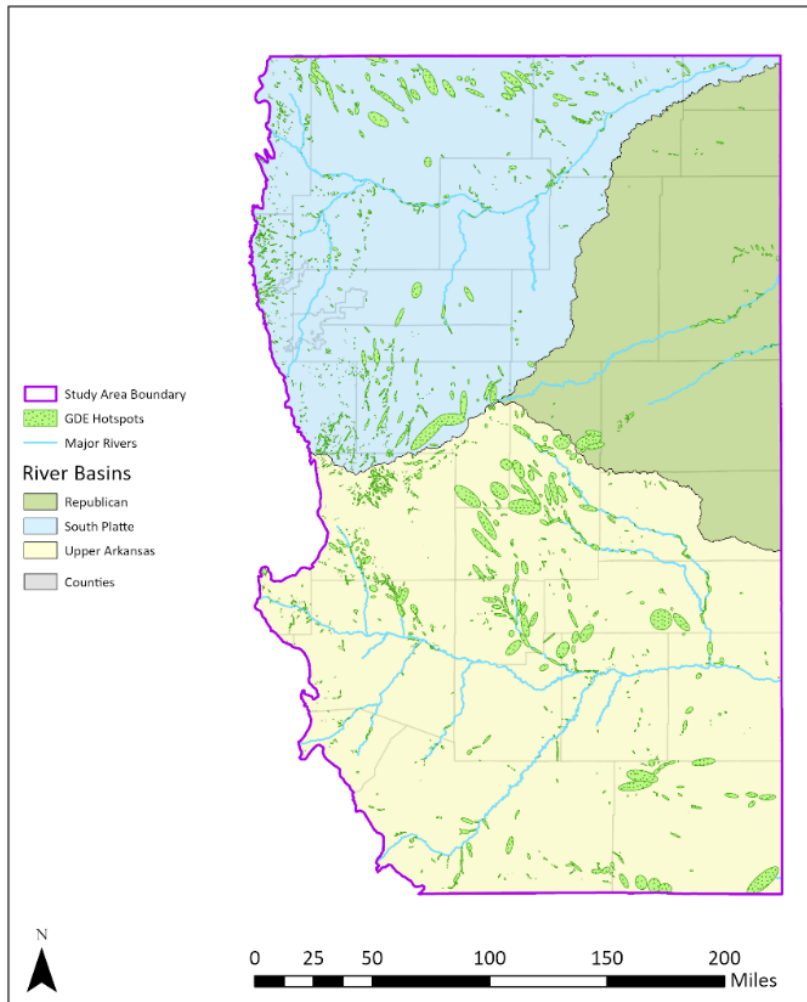 Study Area Boundary
GDE Hotspots
Major Rivers
River Basins
Republican
South Platte
Upper Arkansas
Counties
N
0 25 50 100 150 200
Miles